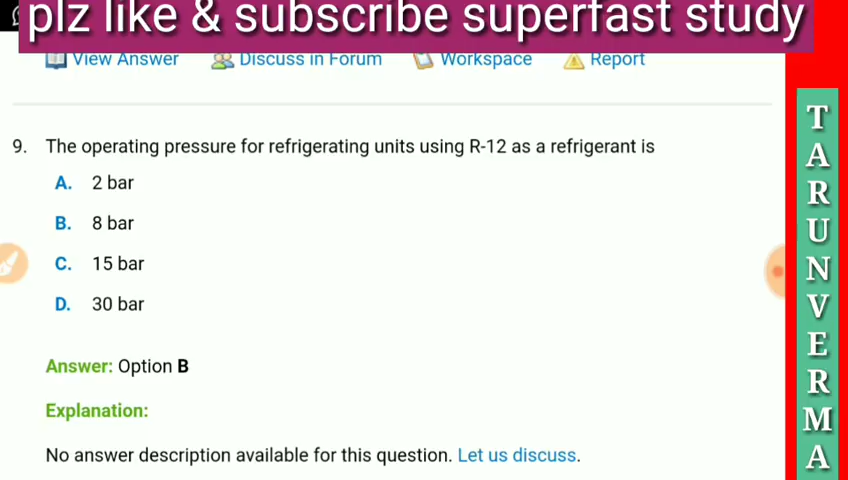 plz like & subscribe superfast study
View Answer Discuss in Forum Workspace Report
9. The operating pressure for refrigerating units using R-12 as a refrigerant is
A. 2 bar
B. 8 bar
C. 15 bar
D. 30 bar
Answer: Option B
Explanation:
No answer description available for this question. Let us discuss.
TARUNVERMA